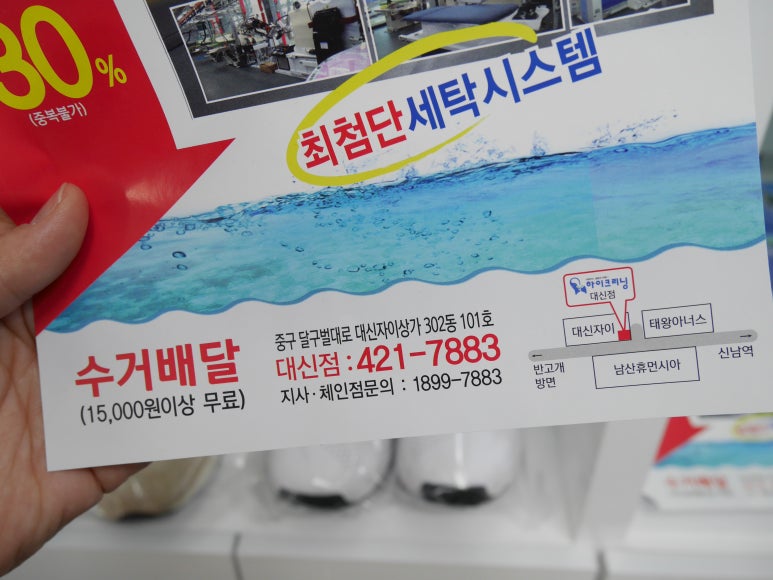 30%
(중복불가)
최첨단세탁시스템
수거배달
(15,000원이상 무료)
중구 달구벌대로 대신자이상가 302동 101호
대신점 : 421-7883
지사·체인점문의 : 1899-7883
하이크리닝
대신점
대신자이
태왕아너스
반고개
방면
남산휴먼시아
신남역
수거배달